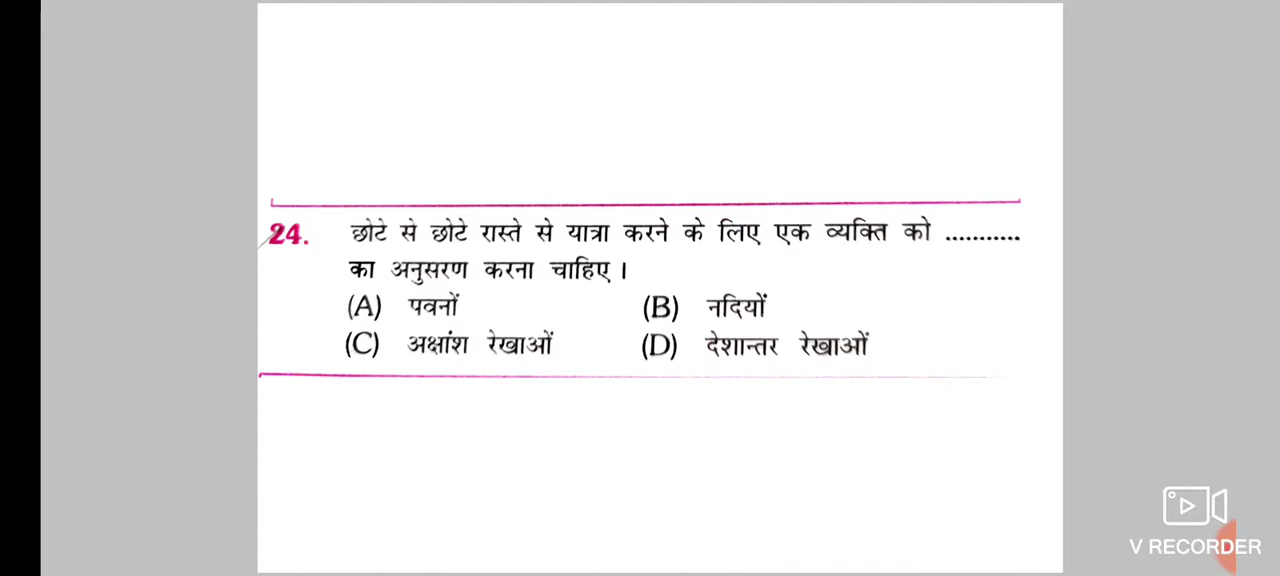 24. छोटे से छोटे रास्ते से यात्रा करने के लिए एक व्यक्ति को ...........
का अनुसरण करना चाहिए ।
(A) पवनों (B) नदियों
(C) अक्षांश रेखाओं (D) देशान्तर रेखाओं
V RECORDER